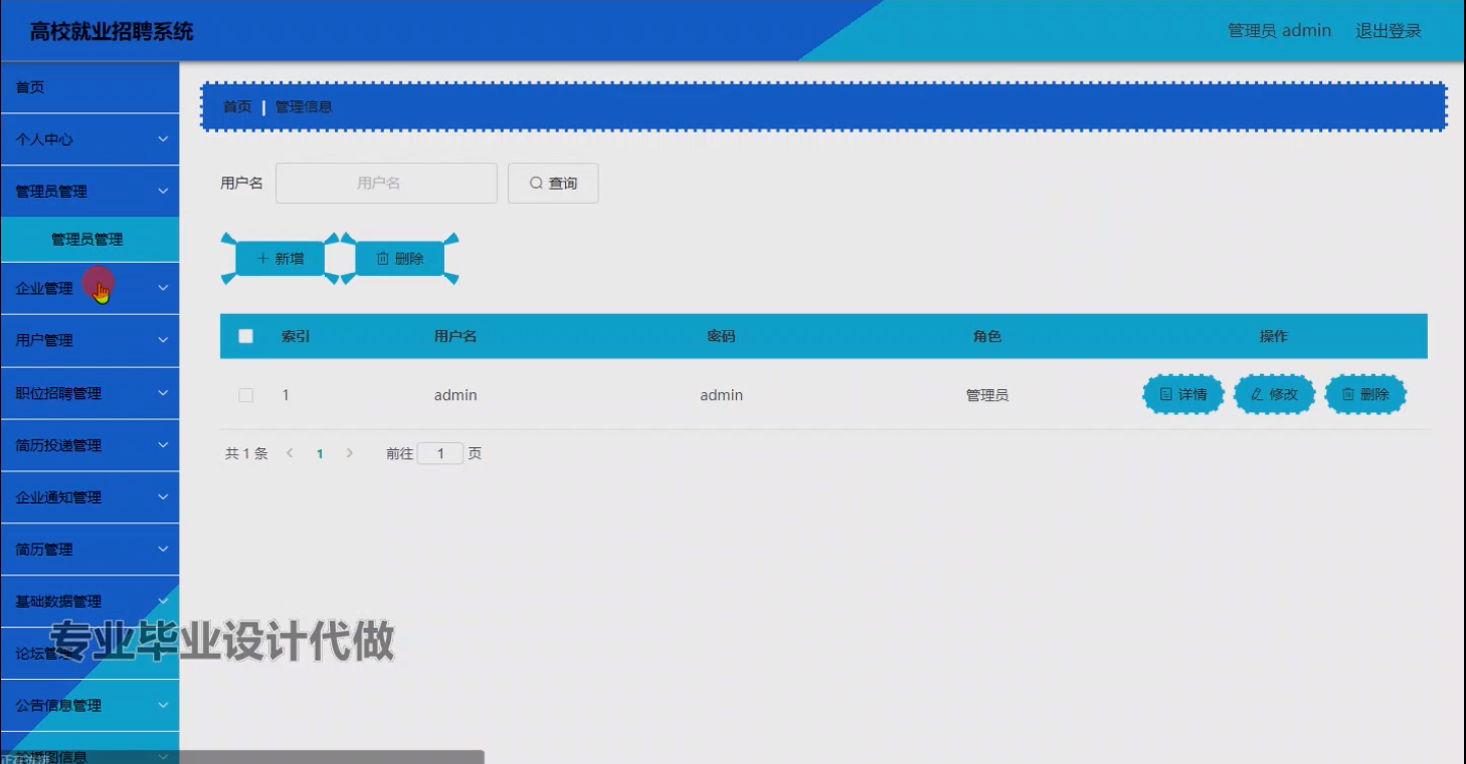 高校就业招聘系统
管理员 admin 退出登录
首页
个人中心
管理员管理
管理员管理
企业管理
用户管理
职位招聘管理
简历投递管理
企业通知管理
简历管理
基础数据管理
论坛管理
公告信息管理
轮播图信息
首页 | 管理信息
用户名 用户名 查询
新增 删除
索引 用户名 密码 角色 操作
1 admin admin 管理员 详情 修改 删除
共 1 条 < 1 > 前往 1 页
专业毕业设计代做